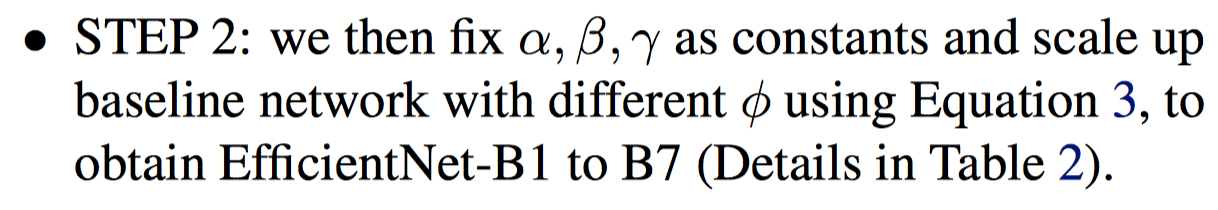 • STEP 2: we then fix α, β, γ as constants and scale up
baseline network with different ϕ using Equation 3, to
obtain EfficientNet-B1 to B7 (Details in Table 2).